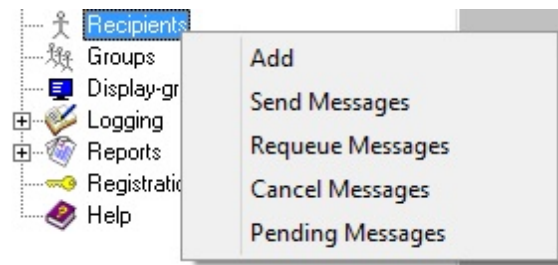 Recipients
Groups
Display-gr
Logging
Reports
Registratio
Help
Add
Send Messages
Requeue Messages
Cancel Messages
Pending Messages